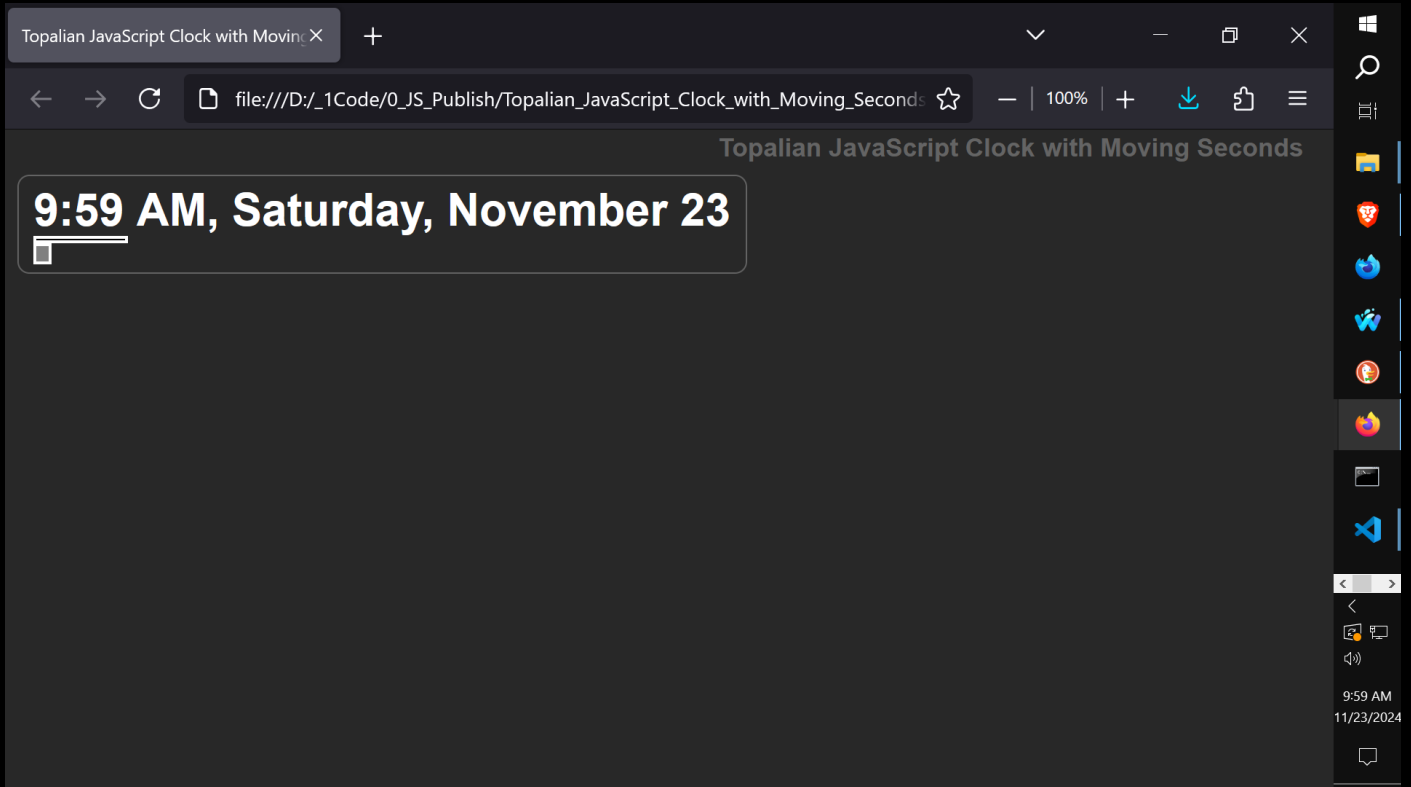 Topalian JavaScript Clock with Moving
file:///D:/_1Code/0_JS_Publish/Topalian_JavaScript_Clock_with_Moving_Seconds
100%
Topalian JavaScript Clock with Moving Seconds
9:59 AM, Saturday, November 23
9:59 AM
11/23/2024